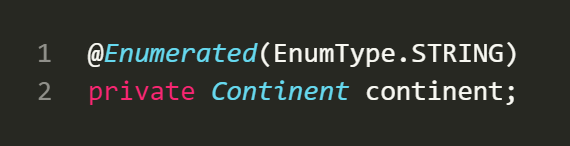 1 @Enumerated(EnumType.STRING)
2 private Continent continent;